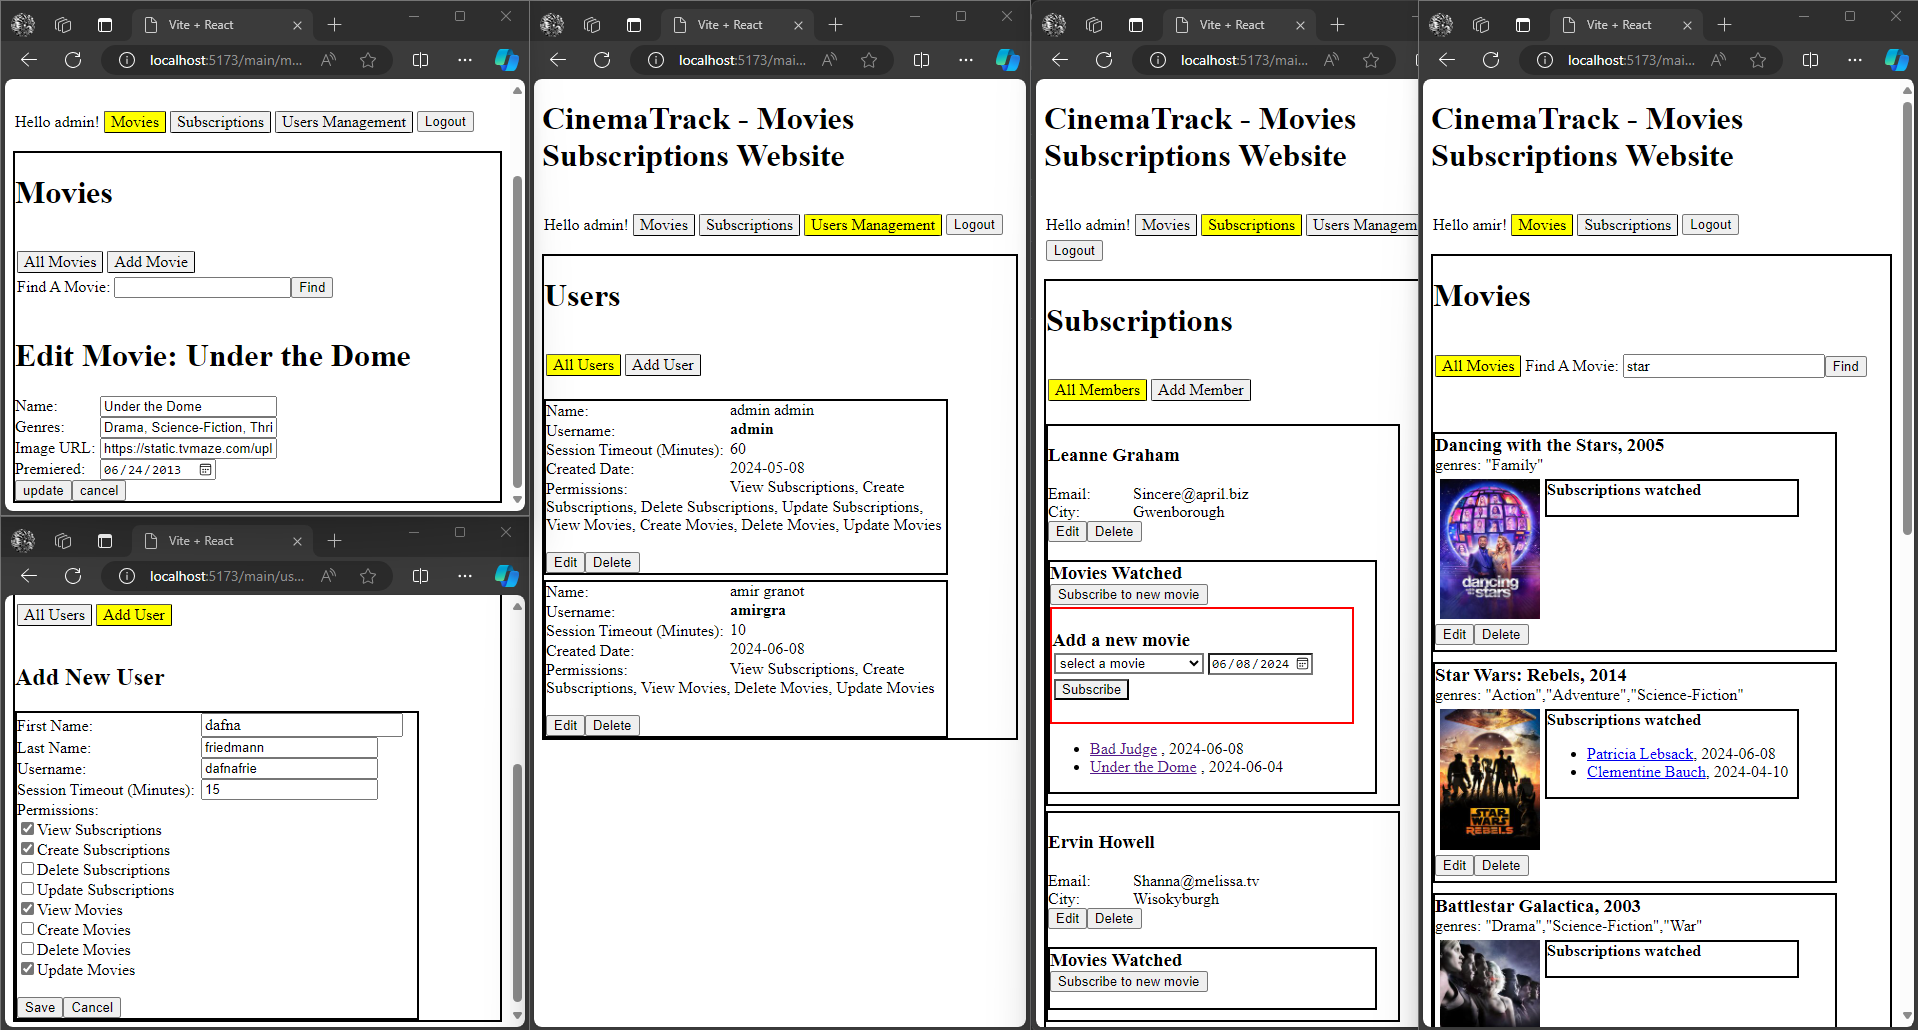 Vite + React
localhost:5173/main/m...
Hello admin! Movies Subscriptions Users Management Logout
Movies
All Movies Add Movie
Find A Movie: Find
Edit Movie: Under the Dome
Name: Under the Dome
Genres: Drama, Science-Fiction, Thri
Image URL: https://static.tvmaze.com/upl
Premiered: 06/24/2013
update cancel
Vite + React
localhost:5173/main/us...
All Users Add User
Add New User
First Name: dafna
Last Name: friedmann
Username: dafnafrie
Session Timeout (Minutes): 15
Permissions:
View Subscriptions
Create Subscriptions
Delete Subscriptions
Update Subscriptions
View Movies
Create Movies
Delete Movies
Update Movies
Save Cancel
Vite + React
localhost:5173/mai...
CinemaTrack - Movies
Subscriptions Website
Hello admin! Movies Subscriptions Users Management Logout
Users
All Users Add User
Name: admin admin
Username: admin
Session Timeout (Minutes): 60
Created Date: 2024-05-08
Permissions: View Subscriptions, Create
Subscriptions, Delete Subscriptions, Update Subscriptions,
View Movies, Create Movies, Delete Movies, Update Movies
Edit Delete
Name: amir granot
Username: amirgra
Session Timeout (Minutes): 10
Created Date: 2024-06-08
Permissions: View Subscriptions, Create
Subscriptions, View Movies, Delete Movies, Update Movies
Edit Delete
Vite + React
localhost:5173/mai...
CinemaTrack - Movies
Subscriptions Website
Hello admin! Movies Subscriptions Users Managem
Logout
Subscriptions
All Members Add Member
Leanne Graham
Email: Sincere@april.biz
City: Gwenborough
Edit Delete
Movies Watched
Subscribe to new movie
Add a new movie
select a movie 06/08/2024
Subscribe
Bad Judge , 2024-06-08
Under the Dome , 2024-06-04
Ervin Howell
Email: Shanna@melissa.tv
City: Wisokyburgh
Edit Delete
Movies Watched
Subscribe to new movie
Vite + React
localhost:5173/mai...
CinemaTrack - Movies
Subscriptions Website
Hello amir! Movies Subscriptions Logout
Movies
All Movies Find A Movie: star Find
Dancing with the Stars, 2005
genres: "Family"
Subscriptions watched
dancing
with the
stars
Edit Delete
Star Wars: Rebels, 2014
genres: "Action","Adventure","Science-Fiction"
Subscriptions watched
Patricia Lebsack, 2024-06-08
Clementine Bauch, 2024-04-10
STAR
WARS
REBELS
Edit Delete
Battlestar Galactica, 2003
genres: "Drama","Science-Fiction","War"
Subscriptions watched